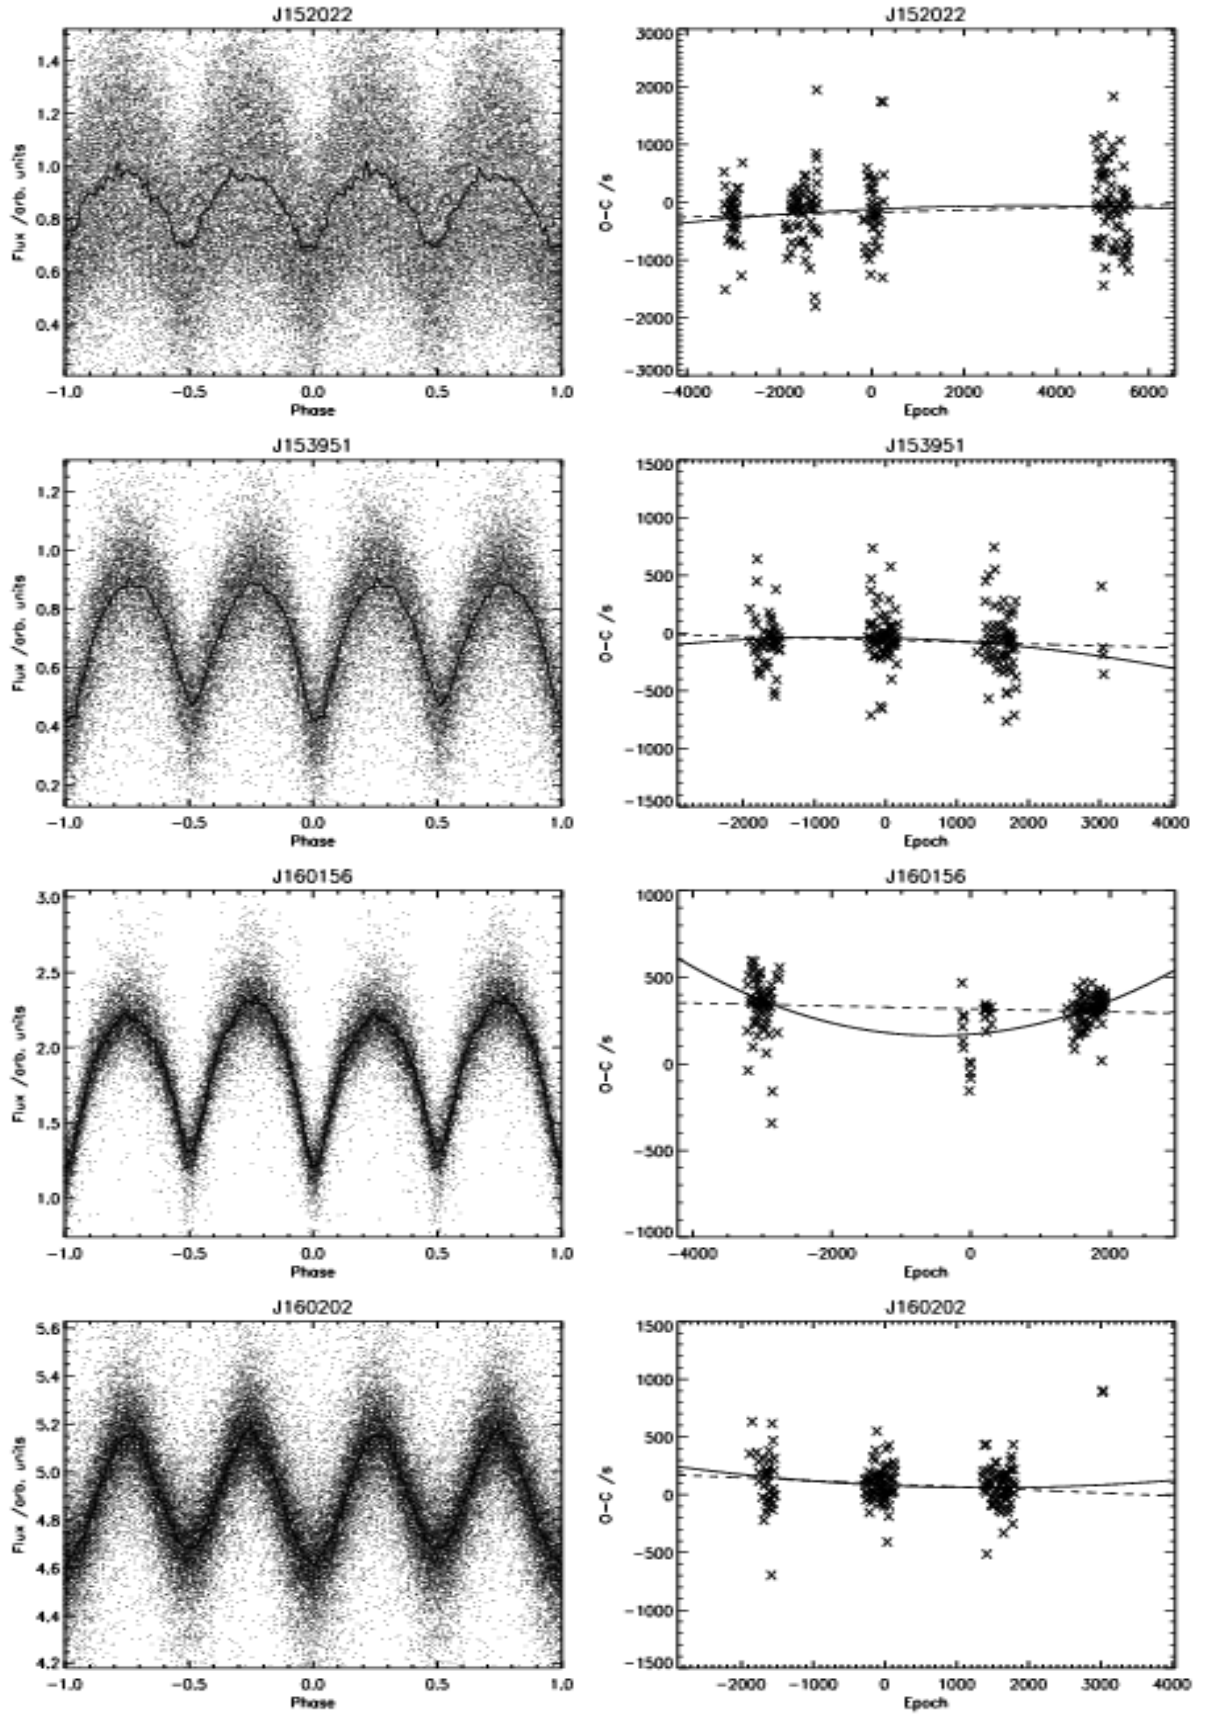 J152022
Flux /arb. units
1.4
1.2
1.0
0.8
0.6
0.4
-1.0 -0.5 0.0 0.5 1.0
Phase
J152022
O-C /s
3000
2000
1000
0
-1000
-2000
-3000
-4000 -2000 0 2000 4000 6000
Epoch
J153951
Flux /arb. units
1.2
1.0
0.8
0.6
0.4
0.2
-1.0 -0.5 0.0 0.5 1.0
Phase
J153951
O-C /s
1500
1000
500
0
-500
-1000
-1500
-2000 -1000 0 1000 2000 3000 4000
Epoch
J160156
Flux /arb. units
3.0
2.5
2.0
1.5
1.0
-1.0 -0.5 0.0 0.5 1.0
Phase
J160156
O-C /s
1000
500
0
-500
-1000
-4000 -2000 0 2000
Epoch
J160202
Flux /arb. units
5.6
5.4
5.2
5.0
4.8
4.6
4.4
4.2
-1.0 -0.5 0.0 0.5 1.0
Phase
J160202
O-C /s
1500
1000
500
0
-500
-1000
-1500
-2000 -1000 0 1000 2000 3000 4000
Epoch